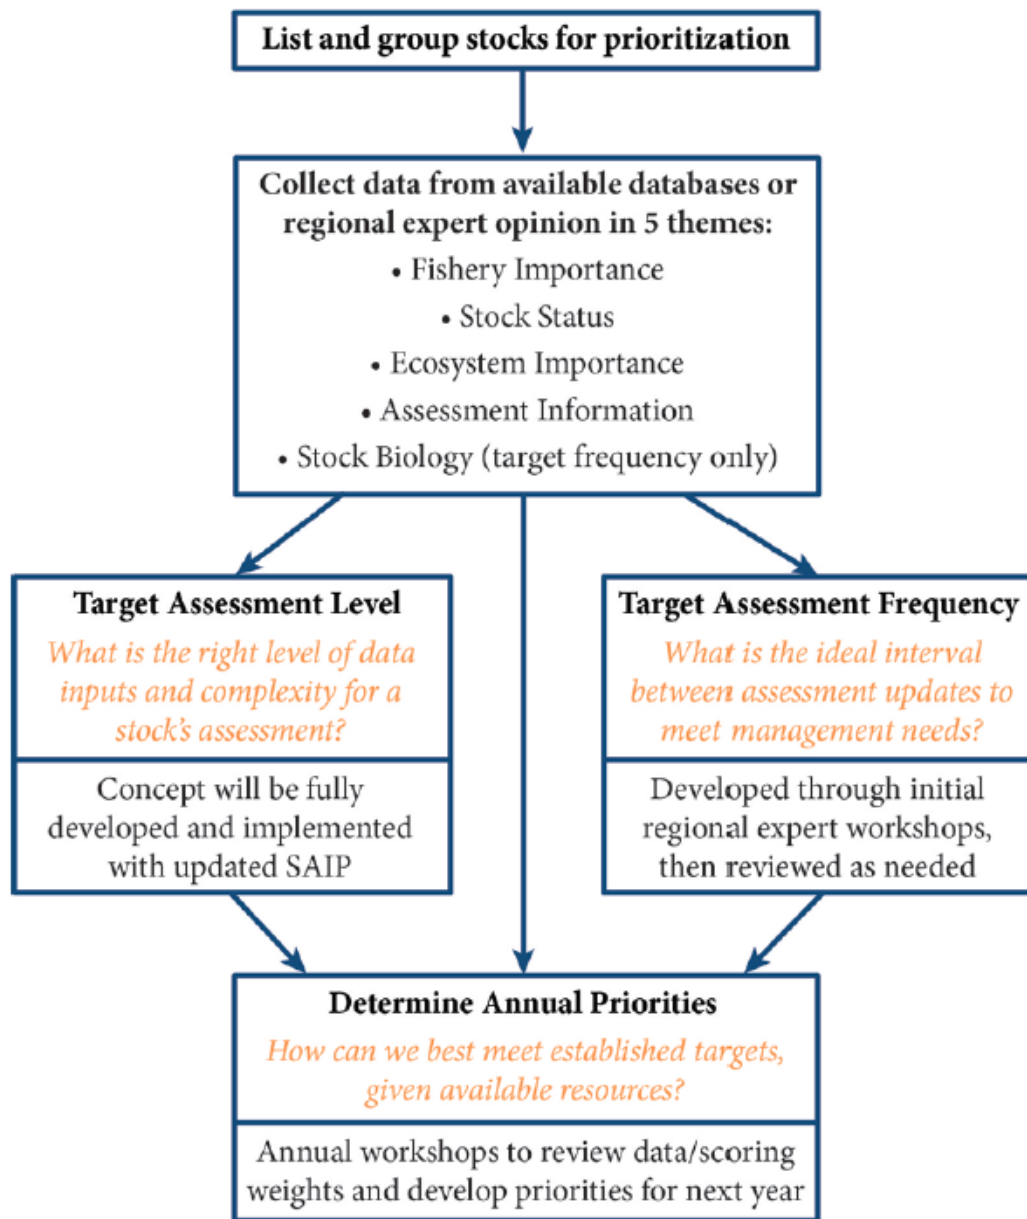 List and group stocks for prioritization
Collect data from available databases or
regional expert opinion in 5 themes:
• Fishery Importance
• Stock Status
• Ecosystem Importance
• Assessment Information
• Stock Biology (target frequency only)
Target Assessment Level
What is the right level of data
inputs and complexity for a
stock's assessment?
Concept will be fully
developed and implemented
with updated SAIP
Target Assessment Frequency
What is the ideal interval
between assessment updates to
meet management needs?
Developed through initial
regional expert workshops,
then reviewed as needed
Determine Annual Priorities
How can we best meet established targets,
given available resources?
Annual workshops to review data/scoring
weights and develop priorities for next year